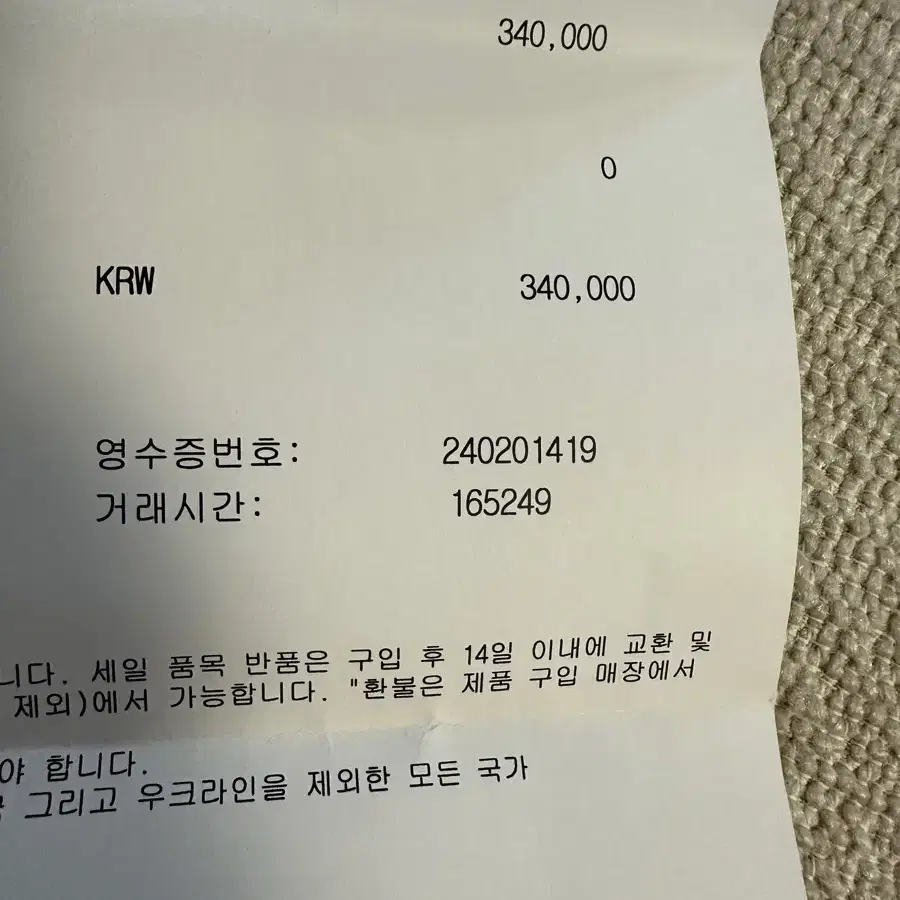 340,000
0
KRW 340,000
영수증번호: 240201419
거래시간: 165249
니다. 세일 품목 반품은 구입 후 14일 이내에 교환 및
제외)에서 가능합니다. "환불은 제품 구입 매장에서
야 합니다.
그리고 우크라인을 제외한 모든 국가